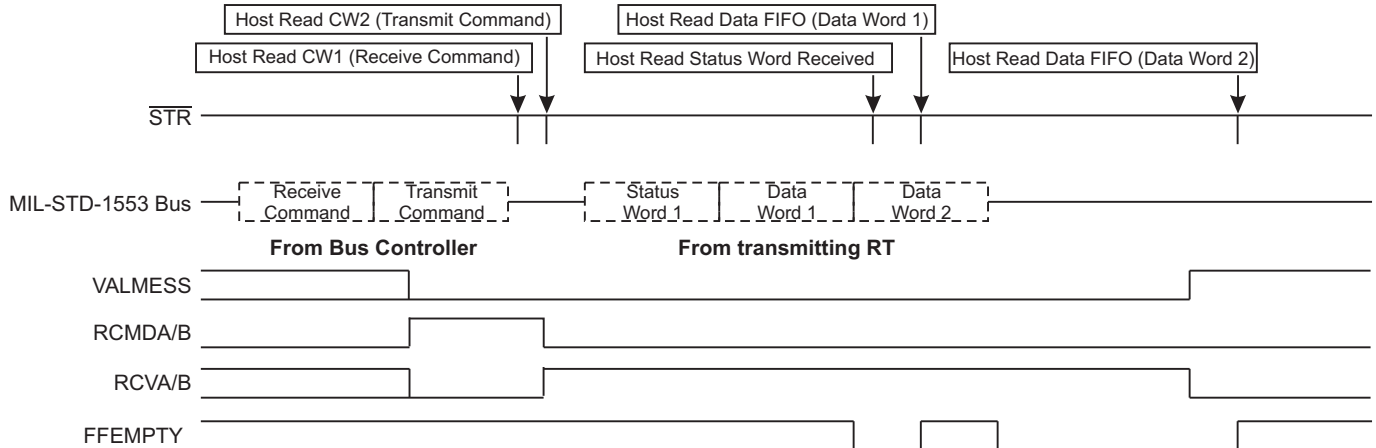 Host Read CW2 (Transmit Command)
Host Read Data FIFO (Data Word 1)
Host Read CW1 (Receive Command)
Host Read Status Word Received
Host Read Data FIFO (Data Word 2)
STR
MIL-STD-1553 Bus
Receive
Command
Transmit
Command
Status
Word 1
Data
Word 1
Data
Word 2
From Bus Controller
From transmitting RT
VALMESS
RCMDA/B
RCVA/B
FFEMPTY